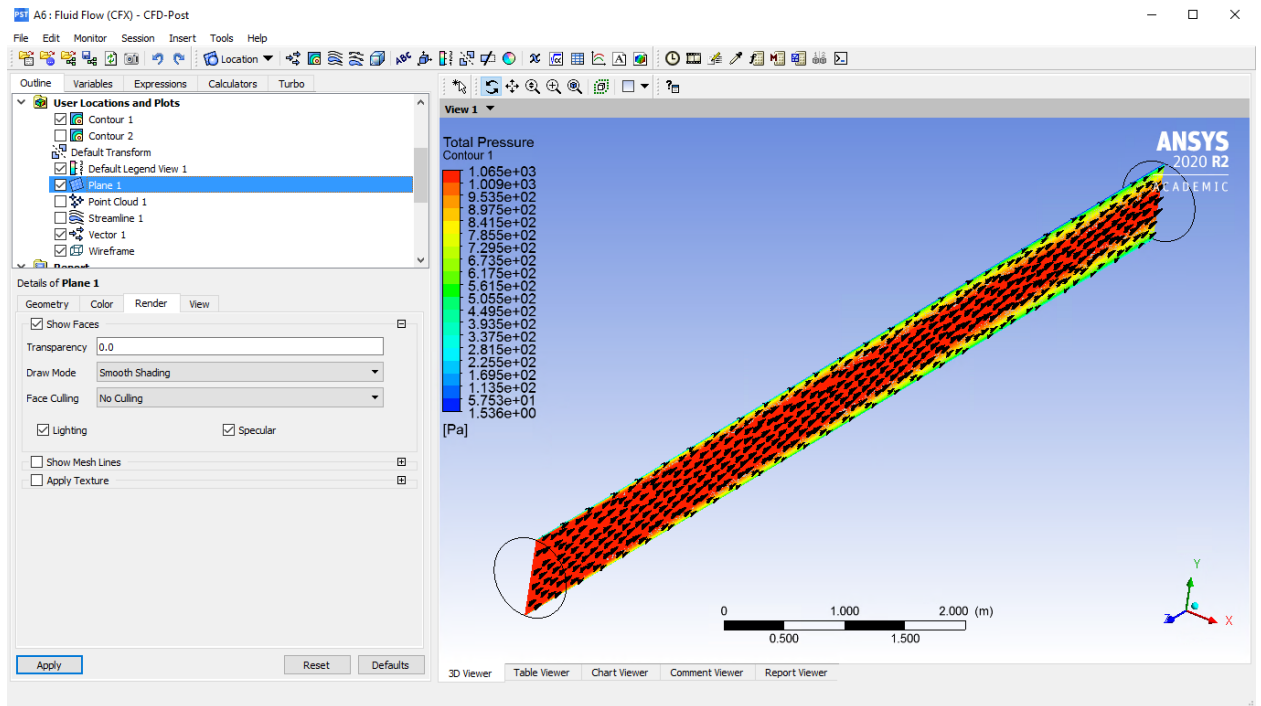 PST A6 : Fluid Flow (CFX) - CFD-Post
File Edit Monitor Session Insert Tools Help
Location
Outline Variables Expressions Calculators Turbo
User Locations and Plots
Contour 1
Contour 2
Default Transform
Default Legend View 1
Plane 1
Point Cloud 1
Streamline 1
Vector 1
Wireframe
Report
Details of Plane 1
Geometry Color Render View
Show Faces
Transparency 0.0
Draw Mode Smooth Shading
Face Culling No Culling
Lighting Specular
Show Mesh Lines
Apply Texture
Apply Reset Defaults
View 1
Total Pressure
Contour 1
1.065e+03
1.009e+03
9.535e+02
8.975e+02
8.415e+02
7.855e+02
7.295e+02
6.735e+02
6.175e+02
5.615e+02
5.055e+02
4.495e+02
3.935e+02
3.375e+02
2.815e+02
2.255e+02
1.695e+02
1.135e+02
5.753e+01
1.536e+00
[Pa]
ANSYS
2020 R2
ACADEMIC
0 1.000 2.000 (m)
0.500 1.500
Y
Z X
3D Viewer Table Viewer Chart Viewer Comment Viewer Report Viewer